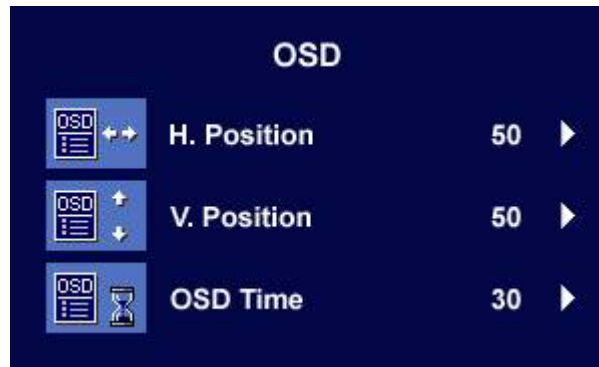 OSD
OSD H. Position 50
OSD V. Position 50
OSD OSD Time 30